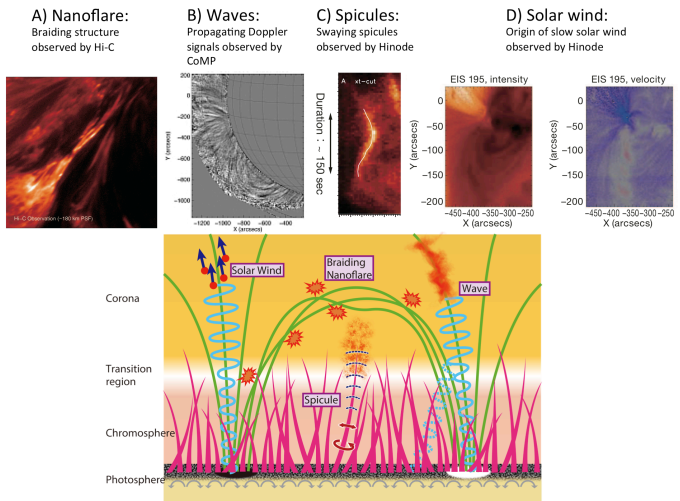 A) Nanoflare:
Braiding structure
observed by Hi-C
B) Waves:
Propagating Doppler
signals observed by
CoMP
C) Spicules:
Swaying spicules
observed by Hinode
D) Solar wind:
Origin of slow solar wind
observed by Hinode
Hi-C Observation (~180 km PSF)
200
0
-200
-400
-600
-800
-1000
Y (arcsecs)
-1200 -1000 -800 -600 -400
X (arcsecs)
Duration : ~ 150 sec
A xt-cut
EIS 195, intensity
0
-50
-100
-150
-200
Y (arcsecs)
-450 -400 -350 -300 -250
X (arcsecs)
EIS 195, velocity
0
-50
-100
-150
-200
Y (arcsecs)
-450 -400 -350 -300 -250
X (arcsecs)
Corona
Transition
region
Chromosphere
Photosphere
Solar Wind
Braiding
Nanoflare
Wave
Spicule